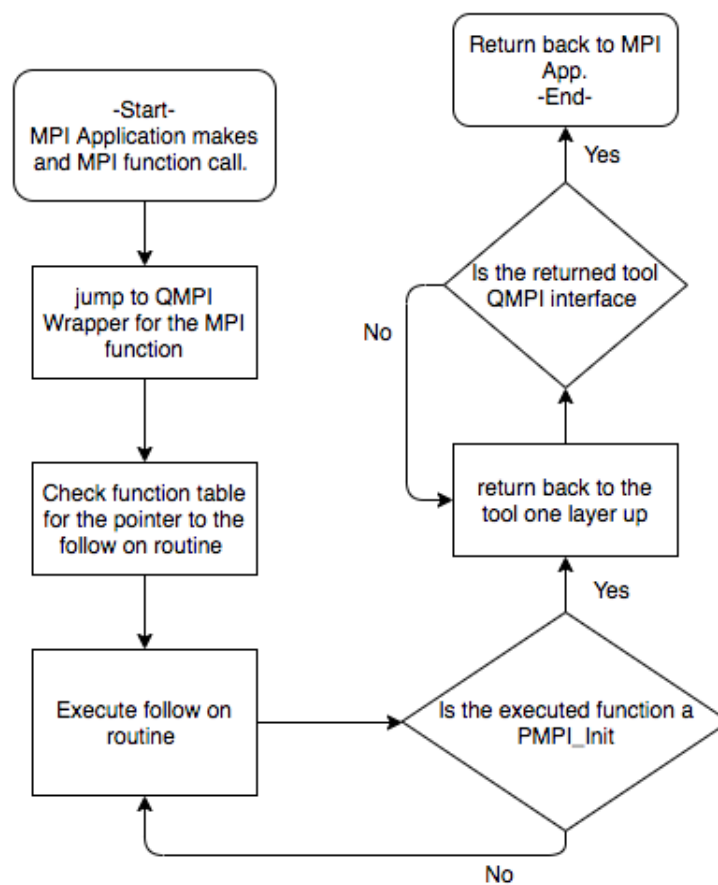 -Start-
MPI Application makes
and MPI function call.
jump to QMPI
Wrapper for the MPI
function
Check function table
for the pointer to the
follow on routine
Execute follow on
routine
Is the executed function a
PMPI_Init
No
Yes
return back to the
tool one layer up
Is the returned tool
QMPI interface
No
Yes
Return back to MPI
App.
-End-